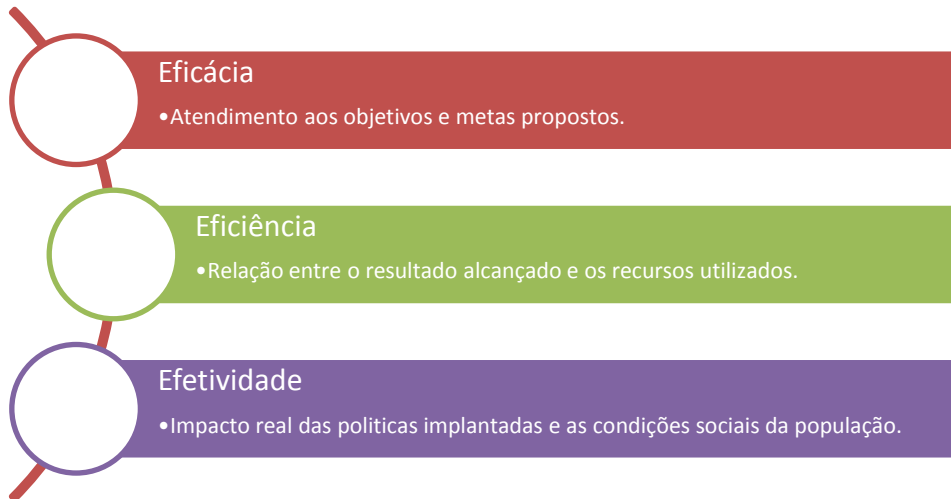 Eficácia
•Atendimento aos objetivos e metas propostos.
Eficiência
•Relação entre o resultado alcançado e os recursos utilizados.
Efetividade
•Impacto real das politicas implantadas e as condições sociais da população.